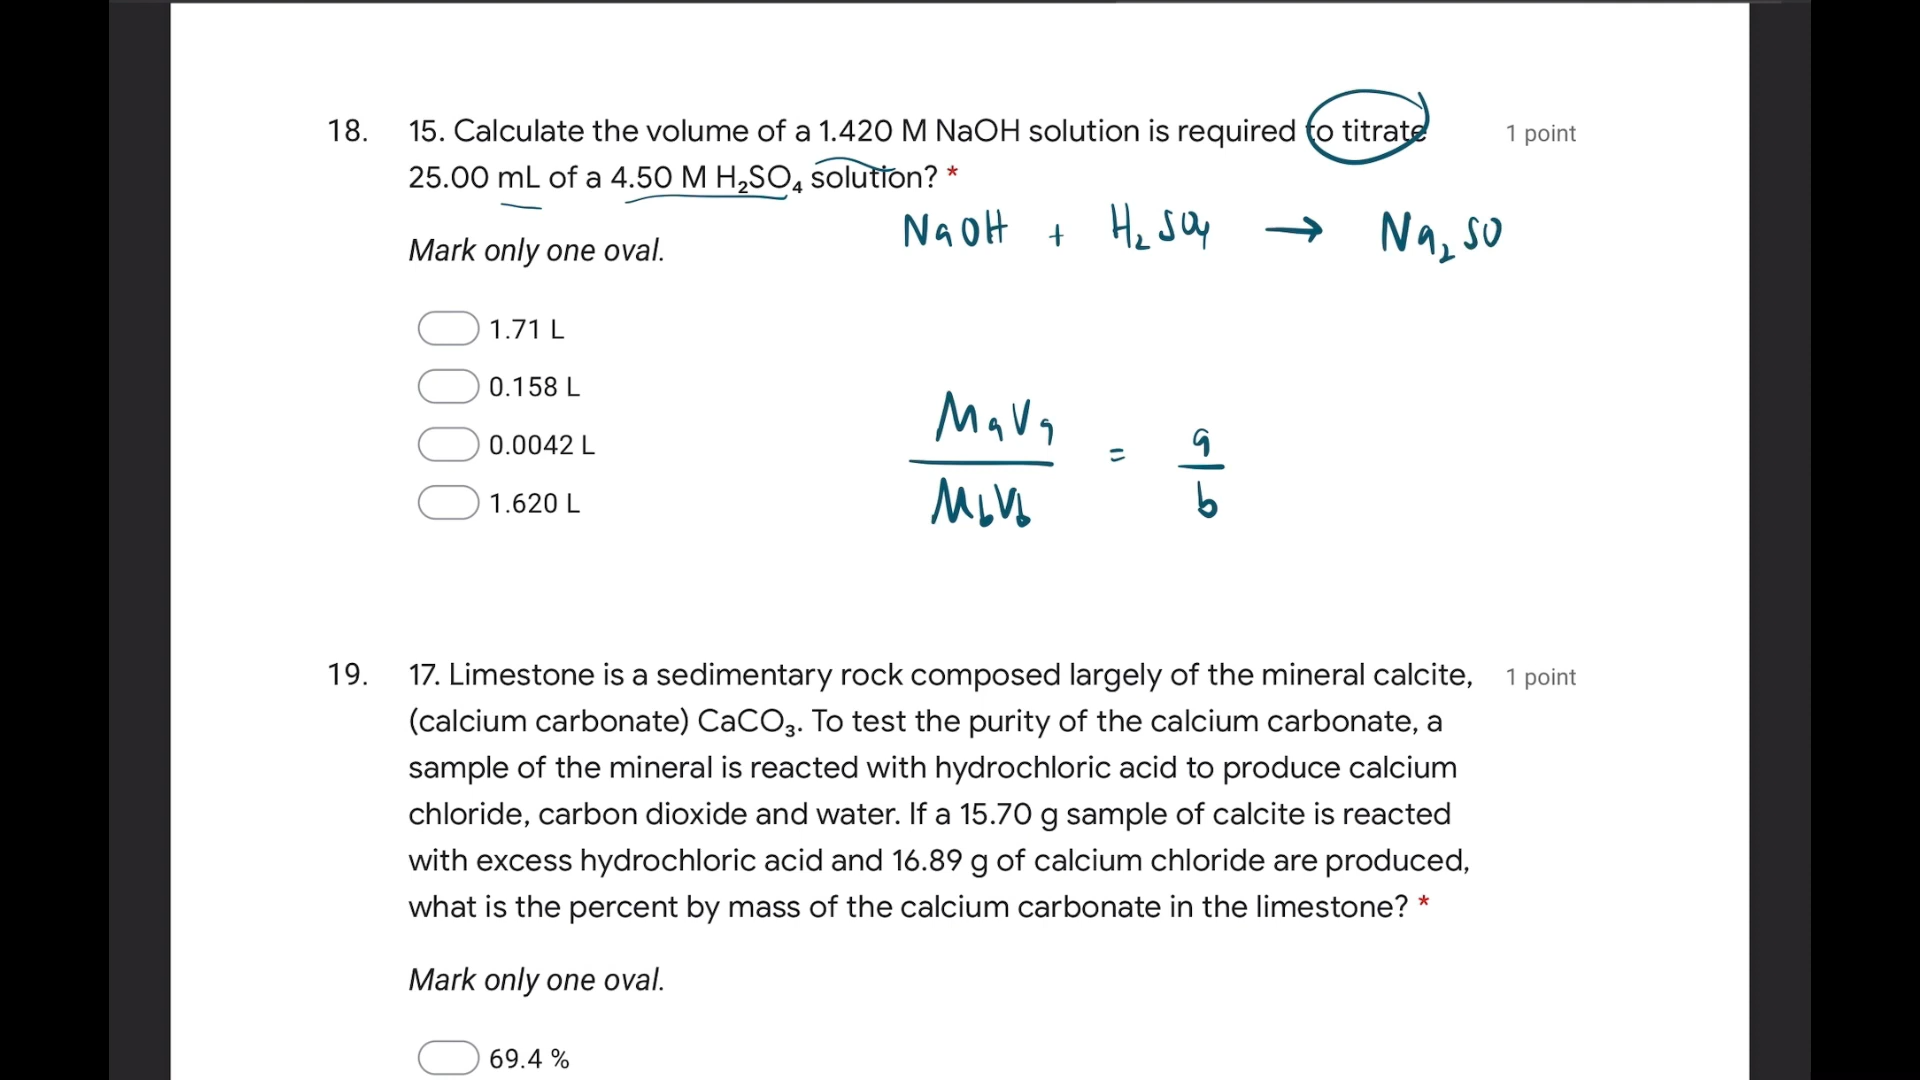 18. 15. Calculate the volume of a 1.420 M NaOH solution is required to titrate 1 point
25.00 mL of a 4.50 M H₂SO₄ solution? *
NaOH + H₂SO₄ → Na₂SO
Mark only one oval.
1.71 L
0.158 L
0.0042 L
1.620 L
MaVa
= a
MbVb b
19. 17. Limestone is a sedimentary rock composed largely of the mineral calcite, 1 point
(calcium carbonate) CaCO₃. To test the purity of the calcium carbonate, a
sample of the mineral is reacted with hydrochloric acid to produce calcium
chloride, carbon dioxide and water. If a 15.70 g sample of calcite is reacted
with excess hydrochloric acid and 16.89 g of calcium chloride are produced,
what is the percent by mass of the calcium carbonate in the limestone? *
Mark only one oval.
69.4 %